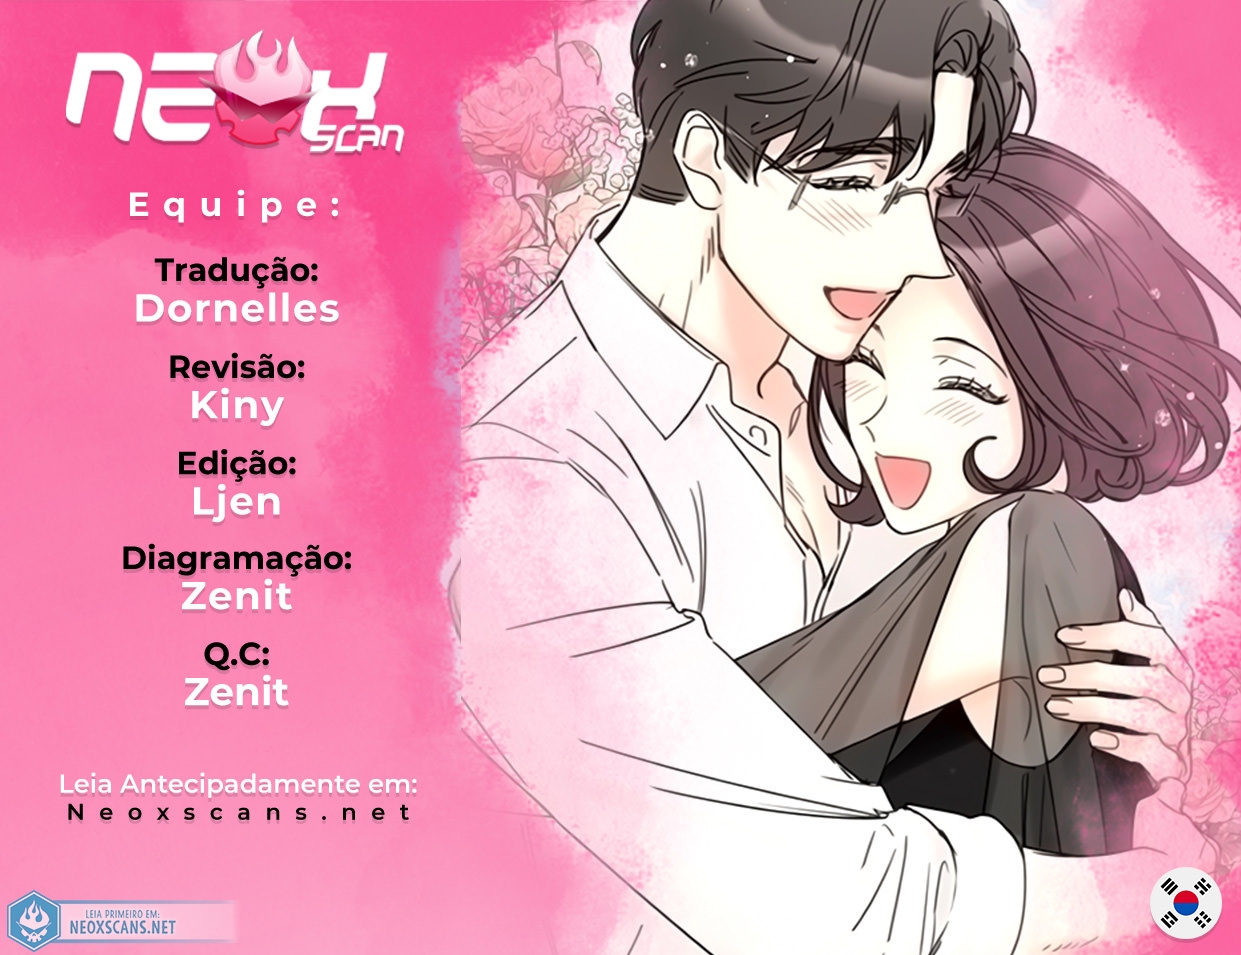 NEOX
SCAN
Equipe:
Tradução:
Dornelles
Revisão:
Kiny
Edição:
Ljen
Diagramação:
Zenit
Q.C:
Zenit
Leia Antecipadamente em:
Neoxscans.net
LEIA PRIMEIRO EM:
NEOXSCANS.NET